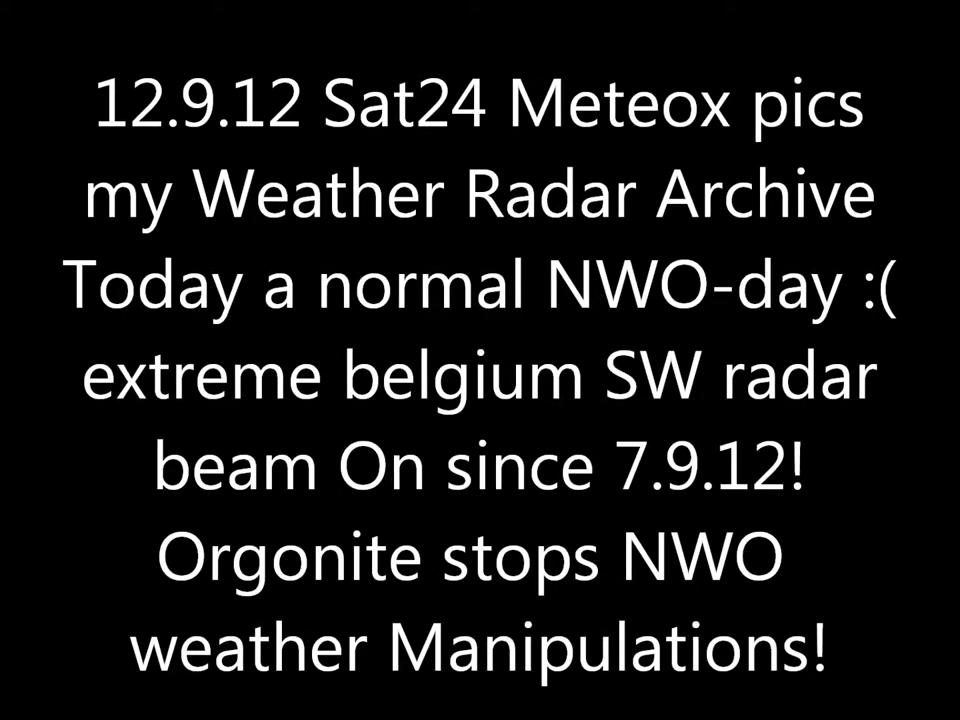 12.9.12 Sat24 Meteox pics
my Weather Radar Archive
Today a normal NWO-day :(
extreme belgium SW radar
beam On since 7.9.12!
Orgonite stops NWO
weather Manipulations!